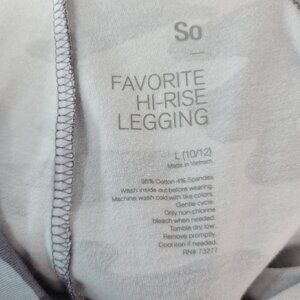 So
FAVORITE
HI-RISE
LEGGING
L (10/12)
Made in Vietnam
96% Cotton 4% Spandex
Wash inside out before wearing.
Machine wash cold with like colors.
Gentle cycle.
Only non-chlorine
bleach when needed.
Tumble dry low.
Remove promptly.
Cool iron if needed.
RN# 73277